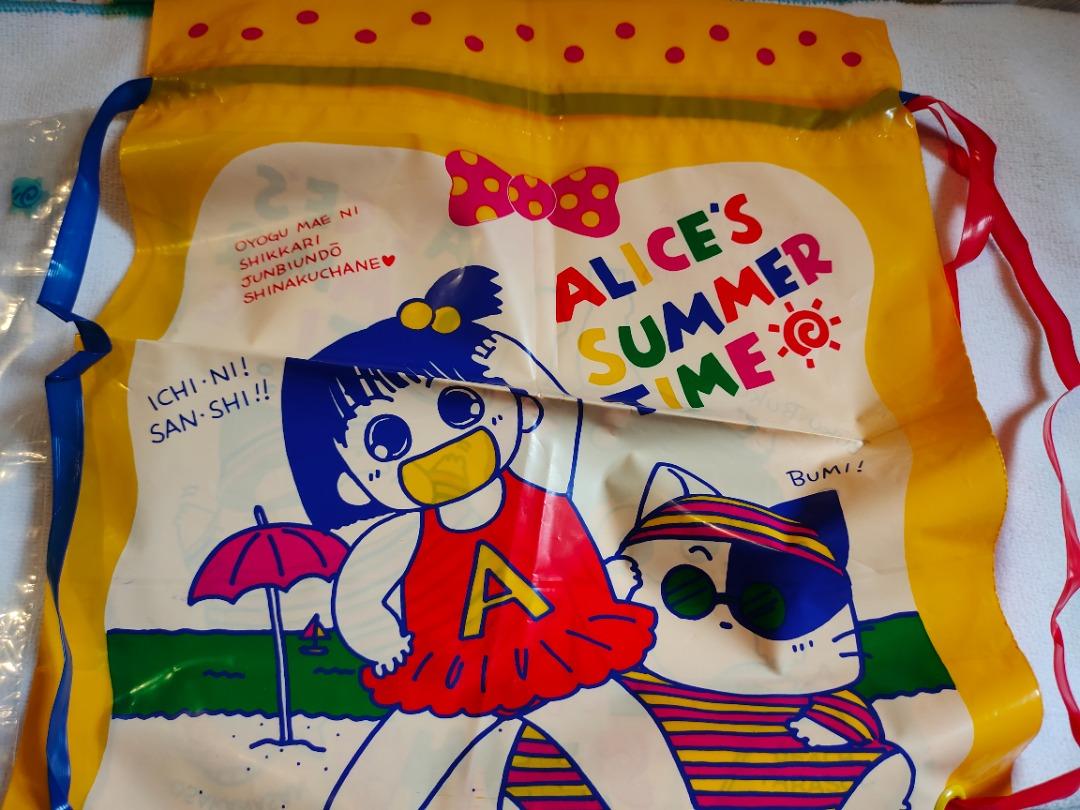 OYOGU MAE NI
SHIKKARI
JUNBIUNDŌ
SHINAKUCHANE♥
ALICE'S
SUMMER
TIME
ICHI·NI!
SAN·SHI!!
BUMI!
A